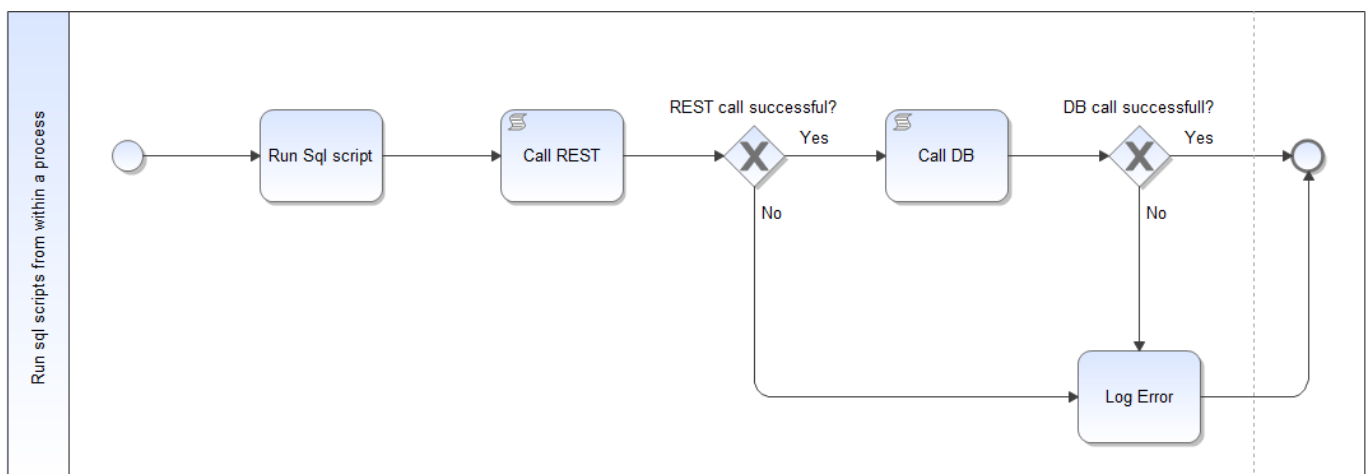 Run sql scripts from within a process
REST call successful?
DB call successfull?
Yes
Yes
Run Sql script
Call REST
Call DB
No
No
Log Error